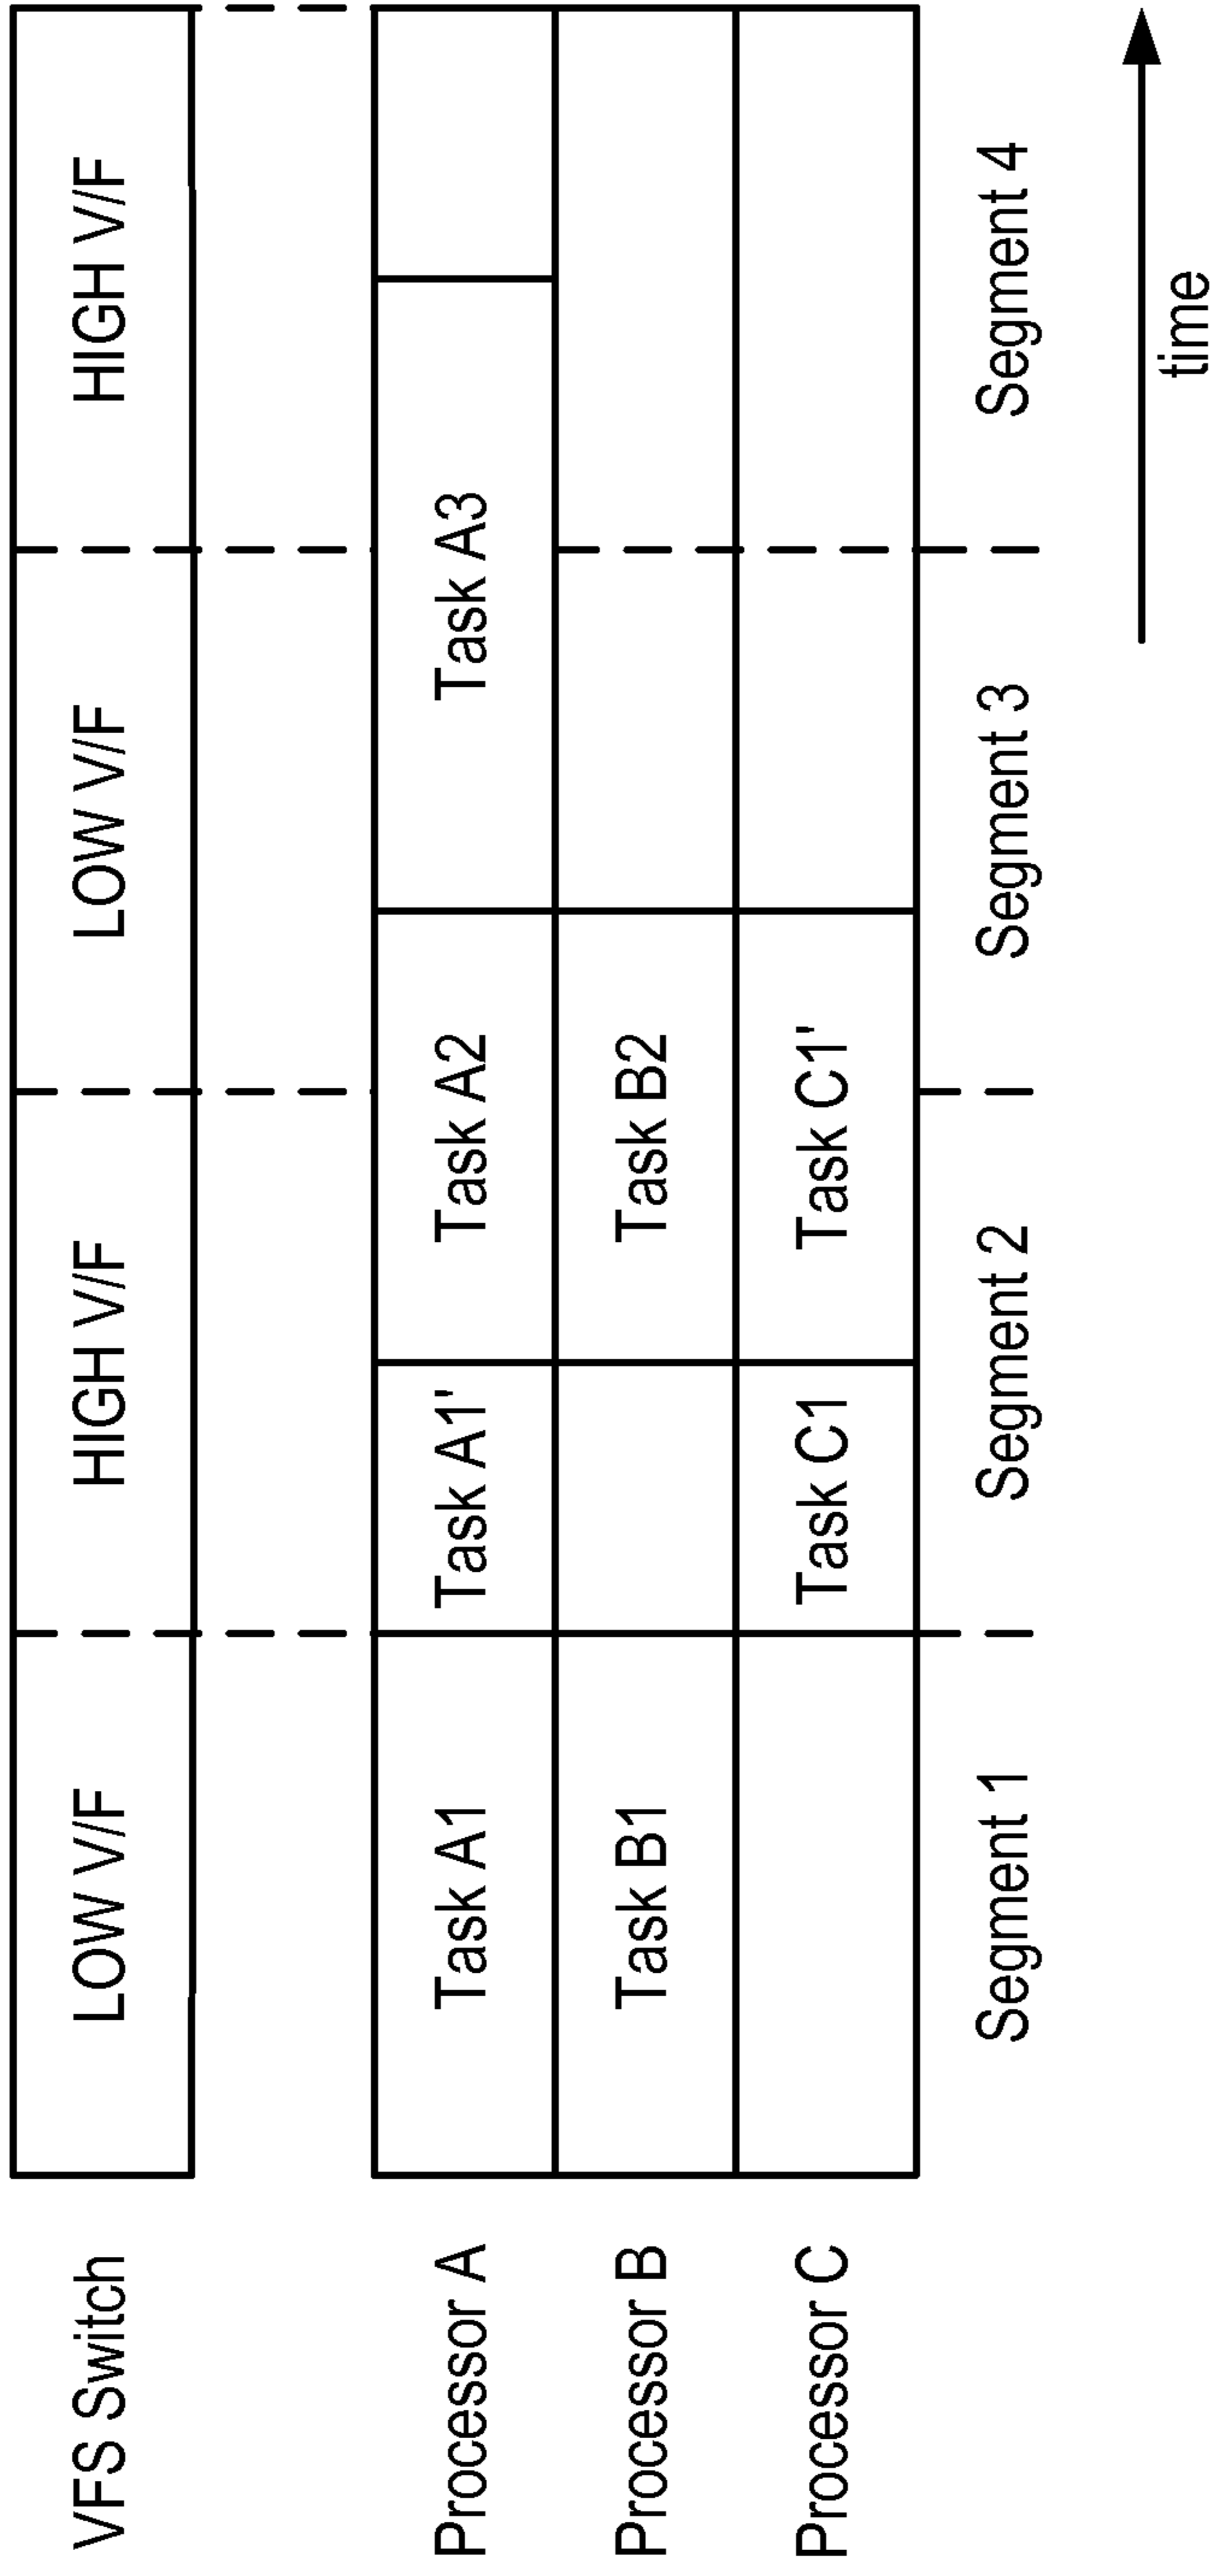 VFS Switch
LOW V/F
HIGH V/F
LOW V/F
HIGH V/F
Processor A
Task A1
Task A1'
Task A2
Task A3
Processor B
Task B1
Task B2
Processor C
Task C1
Task C1'
Segment 1
Segment 2
Segment 3
Segment 4
time